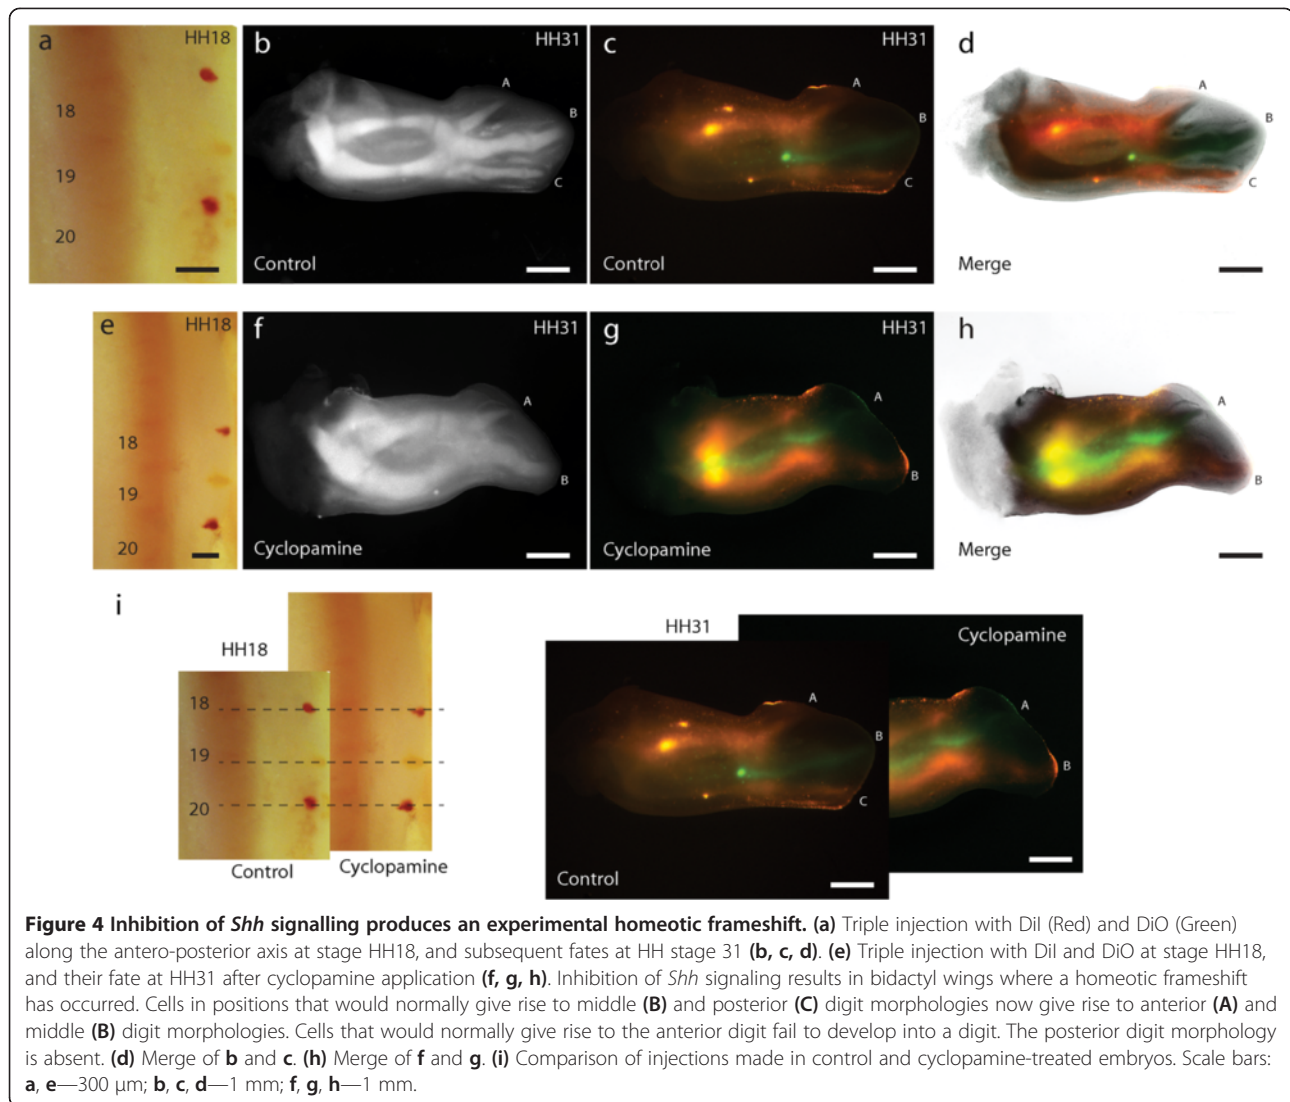 a
HH18
18
19
20
b
HH31
A
B
C
Control
c
HH31
A
B
C
Control
d
A
B
C
Merge
e
HH18
18
19
20
f
HH31
A
B
Cyclopamine
g
HH31
A
B
Cyclopamine
h
A
B
Merge
i
HH18
18
19
20
Control
Cyclopamine
HH31
Cyclopamine
A
B
C
A
B
Control
Figure 4 Inhibition of Shh signalling produces an experimental homeotic frameshift. (a) Triple injection with DiI (Red) and DiO (Green)
along the antero-posterior axis at stage HH18, and subsequent fates at HH stage 31 (b, c, d). (e) Triple injection with DiI and DiO at stage HH18,
and their fate at HH31 after cyclopamine application (f, g, h). Inhibition of Shh signaling results in bidactyl wings where a homeotic frameshift
has occurred. Cells in positions that would normally give rise to middle (B) and posterior (C) digit morphologies now give rise to anterior (A) and
middle (B) digit morphologies. Cells that would normally give rise to the anterior digit fail to develop into a digit. The posterior digit morphology
is absent. (d) Merge of b and c. (h) Merge of f and g. (i) Comparison of injections made in control and cyclopamine-treated embryos. Scale bars:
a, e—300 μm; b, c, d—1 mm; f, g, h—1 mm.